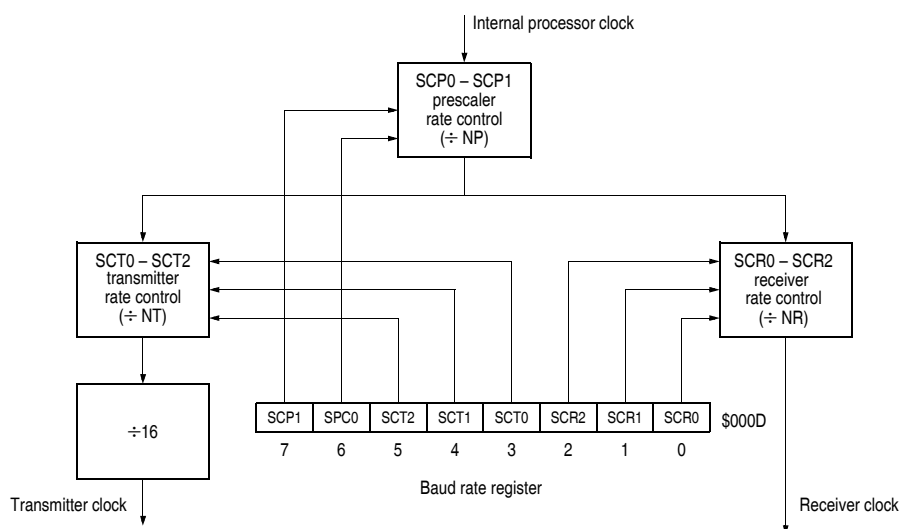 Internal processor clock
SCP0 – SCP1
prescaler
rate control
(÷ NP)
SCT0 – SCT2
transmitter
rate control
(÷ NT)
SCR0 – SCR2
receiver
rate control
(÷ NR)
÷16
SCP1 SPC0 SCT2 SCT1 SCT0 SCR2 SCR1 SCR0 $000D
7 6 5 4 3 2 1 0
Baud rate register
Transmitter clock
Receiver clock